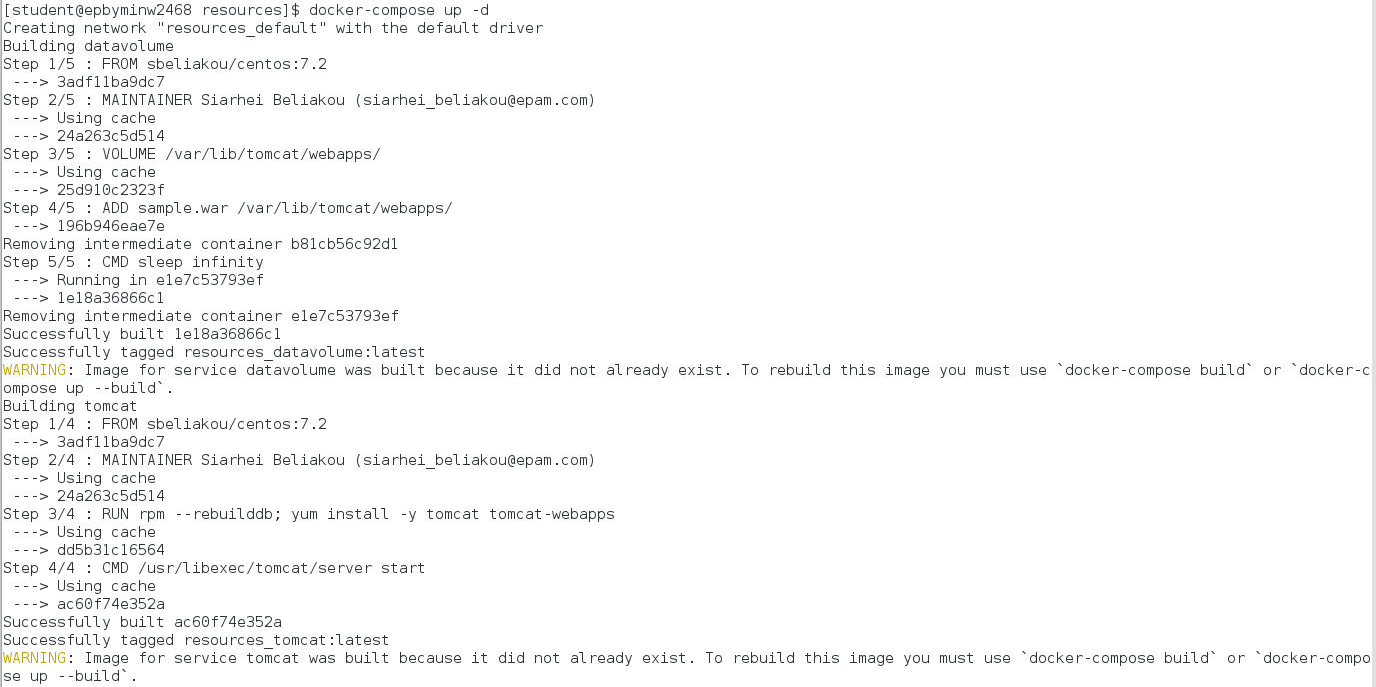 [student@epbyminw2468 resources]$ docker-compose up -d
Creating network "resources_default" with the default driver
Building datavolume
Step 1/5 : FROM sbeliakou/centos:7.2
 ---> 3adf11ba9dc7
Step 2/5 : MAINTAINER Siarhei Beliakou (siarhei_beliakou@epam.com)
 ---> Using cache
 ---> 24a263c5d514
Step 3/5 : VOLUME /var/lib/tomcat/webapps/
 ---> Using cache
 ---> 25d910c2323f
Step 4/5 : ADD sample.war /var/lib/tomcat/webapps/
 ---> 196b946eae7e
Removing intermediate container b81cb56c92d1
Step 5/5 : CMD sleep infinity
 ---> Running in e1e7c53793ef
 ---> 1e18a36866c1
Removing intermediate container e1e7c53793ef
Successfully built 1e18a36866c1
Successfully tagged resources_datavolume:latest
WARNING: Image for service datavolume was built because it did not already exist. To rebuild this image you must use `docker-compose build` or `docker-c
ompose up --build`.
Building tomcat
Step 1/4 : FROM sbeliakou/centos:7.2
 ---> 3adf11ba9dc7
Step 2/4 : MAINTAINER Siarhei Beliakou (siarhei_beliakou@epam.com)
 ---> Using cache
 ---> 24a263c5d514
Step 3/4 : RUN rpm --rebuilddb; yum install -y tomcat tomcat-webapps
 ---> Using cache
 ---> dd5b31c16564
Step 4/4 : CMD /usr/libexec/tomcat/server start
 ---> Using cache
 ---> ac60f74e352a
Successfully built ac60f74e352a
Successfully tagged resources_tomcat:latest
WARNING: Image for service tomcat was built because it did not already exist. To rebuild this image you must use `docker-compose build` or `docker-compo
se up --build`.